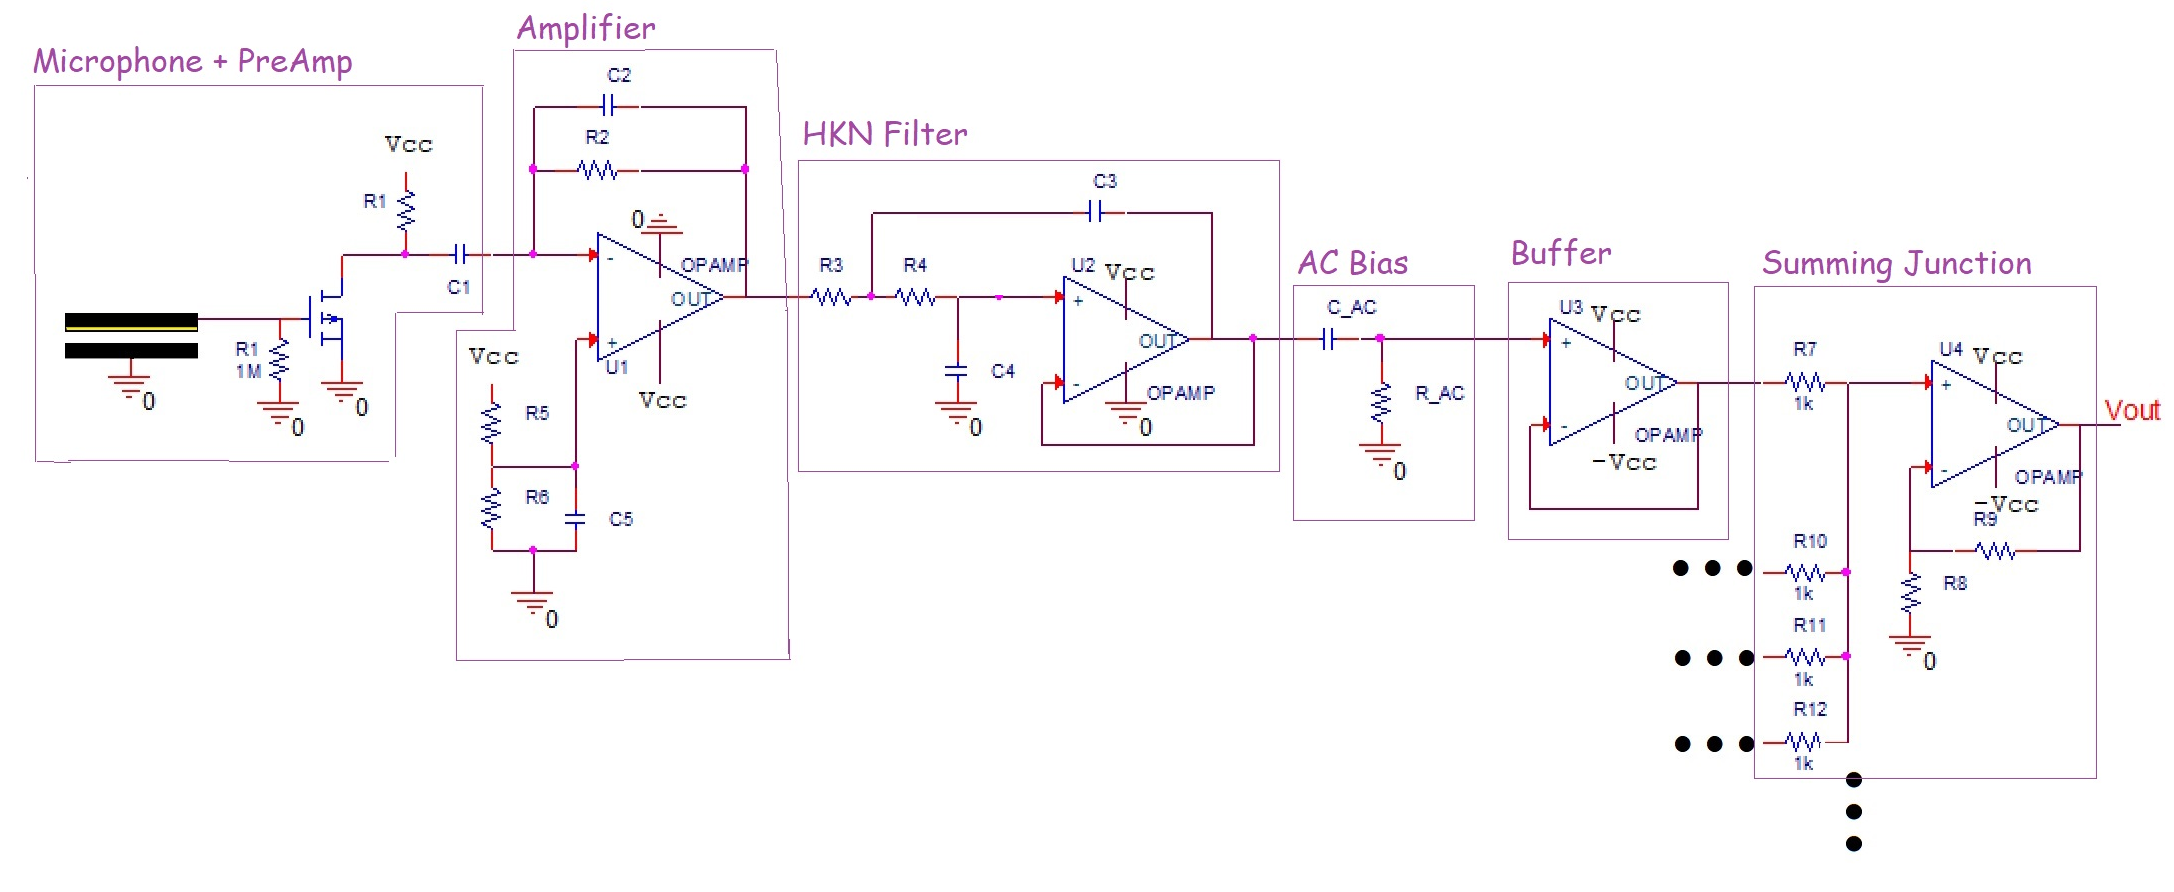 Microphone + PreAmp
Vcc
R1
C1
R1
1M
0
0
0
Amplifier
C2
R2
0
-
OPAMP
OUT
+
U1
Vcc
Vcc
R5
R6
C5
0
HKN Filter
C3
R3
R4
U2
Vcc
+
OUT
-
OPAMP
C4
0
0
AC Bias
C_AC
R_AC
0
Buffer
U3
Vcc
+
OUT
-
OPAMP
-Vcc
Summing Junction
R7
1k
U4
Vcc
+
OUT
Vout
-
OPAMP
-Vcc
R9
R8
0
R10
1k
R11
1k
R12
1k